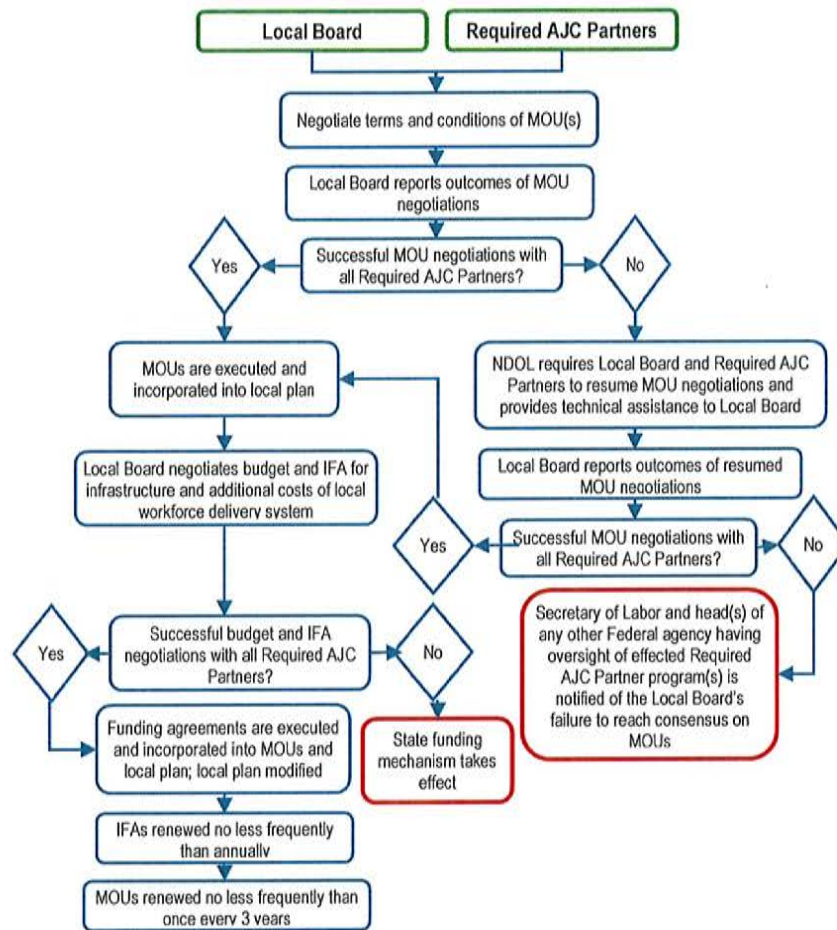 Local Board
Required AJC Partners
Negotiate terms and conditions of MOU(s)
Local Board reports outcomes of MOU
negotiations
Successful MOU negotiations with
all Required AJC Partners?
Yes
No
MOUs are executed and
incorporated into local plan
NDOL requires Local Board and Required AJC
Partners to resume MOU negotiations and
provides technical assistance to Local Board
Local Board negotiates budget and IFA for
infrastructure and additional costs of local
workforce delivery system
Local Board reports outcomes of resumed
MOU negotiations
Successful MOU negotiations with
all Required AJC Partners?
Yes
No
Secretary of Labor and head(s) of
any other Federal agency having
oversight of effected Required
AJC Partner program(s) is
notified of the Local Board's
failure to reach consensus on
MOUs
Successful budget and IFA
negotiations with all Required AJC
Partners?
Yes
No
Funding agreements are executed
and incorporated into MOUs and
local plan; local plan modified
State funding
mechanism takes
effect
IFAs renewed no less frequently
than annually
MOUs renewed no less frequently than
once every 3 years